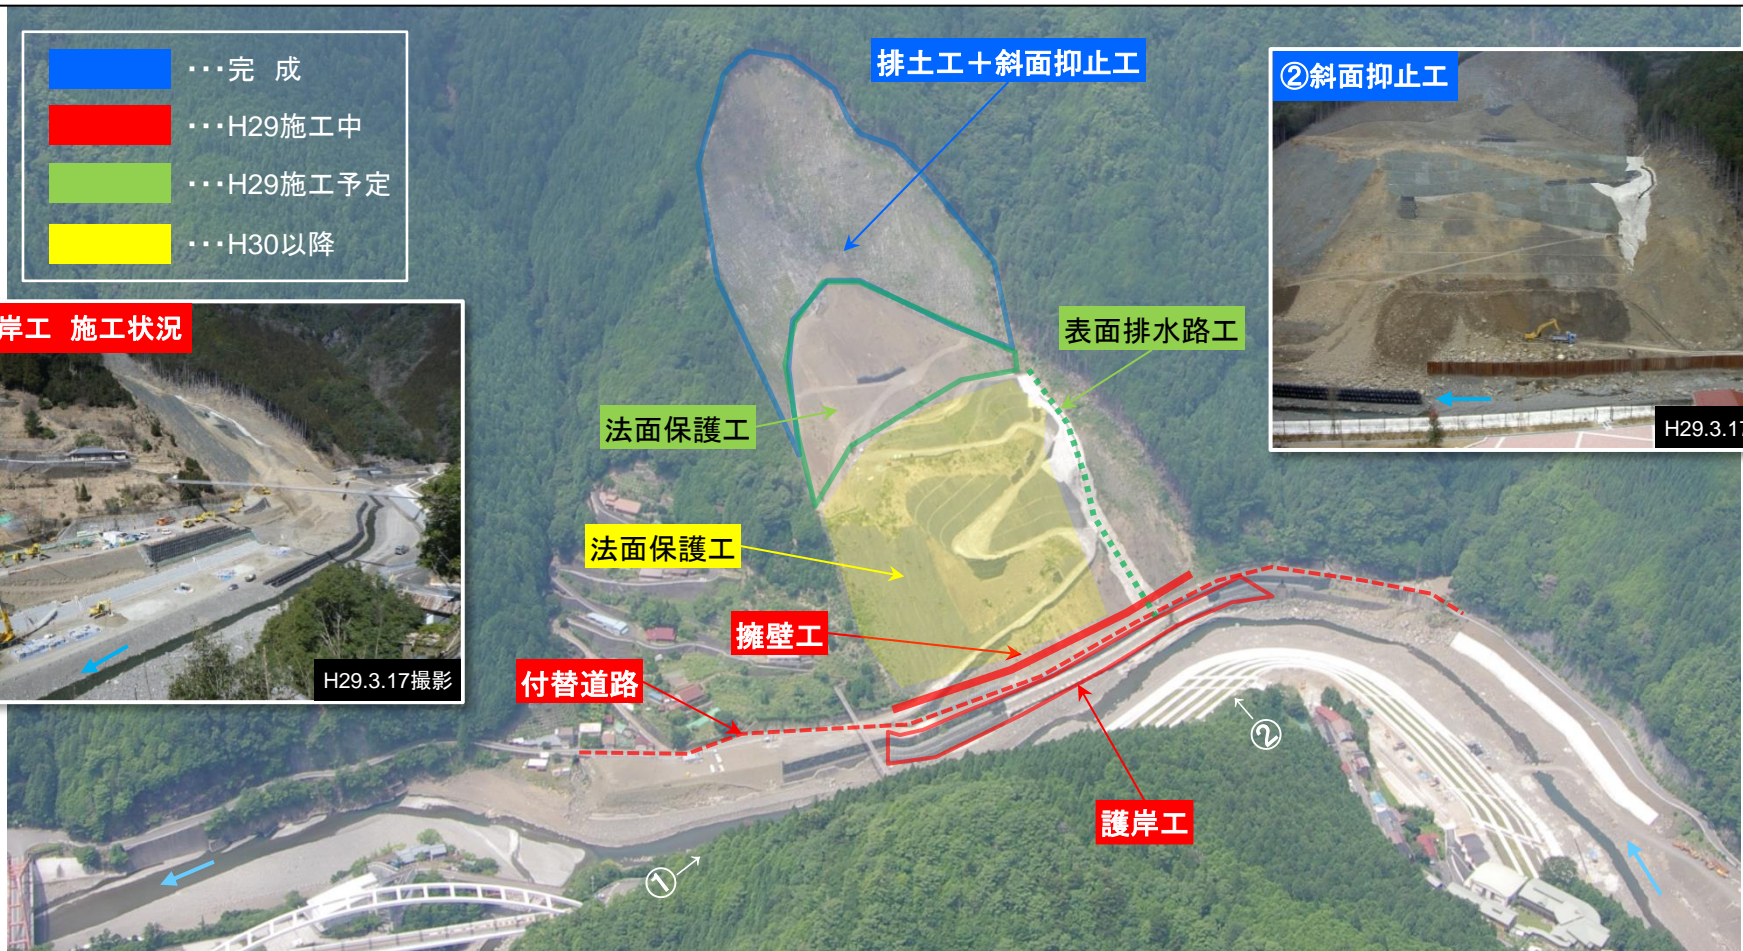 ・・・完 成
・・・H29施工中
・・・H29施工予定
・・・H30以降
排土工＋斜面抑止工
②斜面抑止工
H29.3.17
岸工 施工状況
H29.3.17撮影
表面排水路工
法面保護工
法面保護工
擁壁工
付替道路
護岸工
①
②